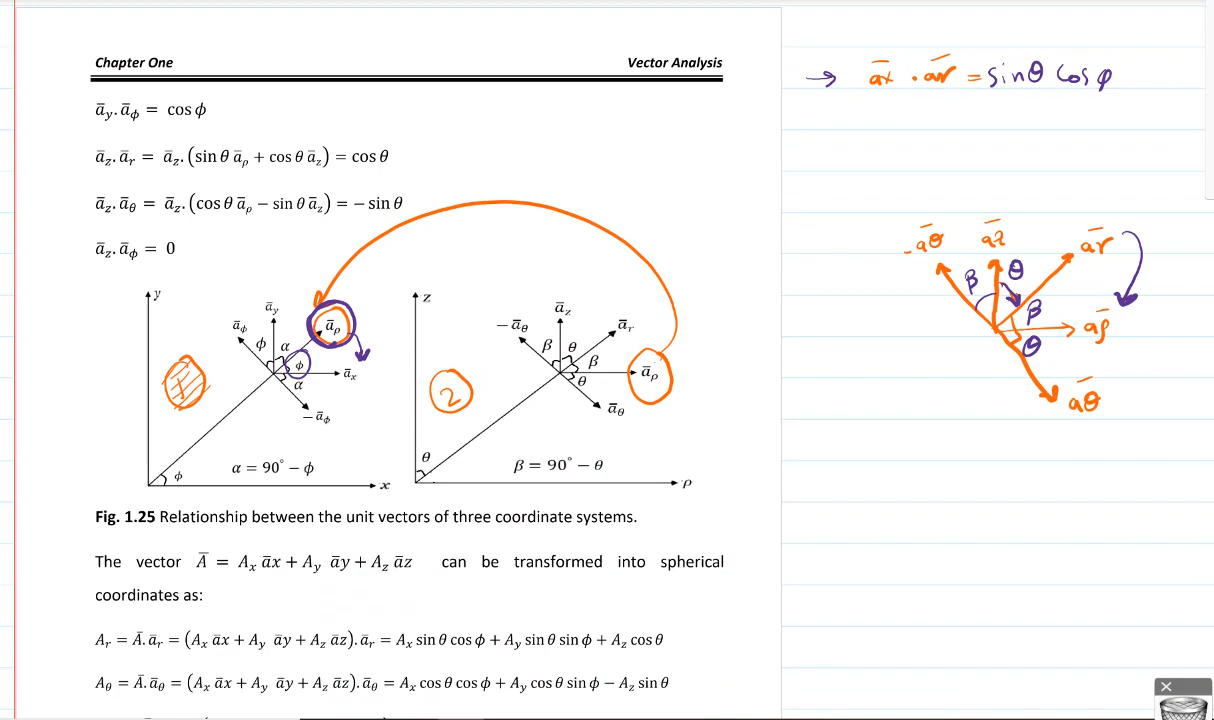 Chapter One Vector Analysis
→ āx . ār = sinθ cosφ
ā_y. ā_ϕ = cos ϕ
ā_z. ā_r = ā_z. (sin θ ā_ρ + cos θ ā_z) = cos θ
ā_z. ā_θ = ā_z. (cos θ ā_ρ − sin θ ā_z) = − sin θ
ā_z. ā_ϕ = 0
y
ā_y
ā_ϕ
ā_ρ
ϕ α
ϕ
ā_x
α
− ā_ϕ
1
α = 90° − ϕ
ϕ
x
z
ā_z
− ā_θ
ā_r
β θ
β
ā_ρ
θ
ā_θ
2
θ
β = 90° − θ
ρ
-āθ
āz
ār
β θ
β
āρ
θ
āθ
Fig. 1.25 Relationship between the unit vectors of three coordinate systems.
The vector Ā = A_x āx + A_y āy + A_z āz can be transformed into spherical
coordinates as:
A_r = Ā. ā_r = (A_x āx + A_y āy + A_z āz). ā_r = A_x sin θ cos ϕ + A_y sin θ sin ϕ + A_z cos θ
A_θ = Ā. ā_θ = (A_x āx + A_y āy + A_z āz). ā_θ = A_x cos θ cos ϕ + A_y cos θ sin ϕ − A_z sin θ